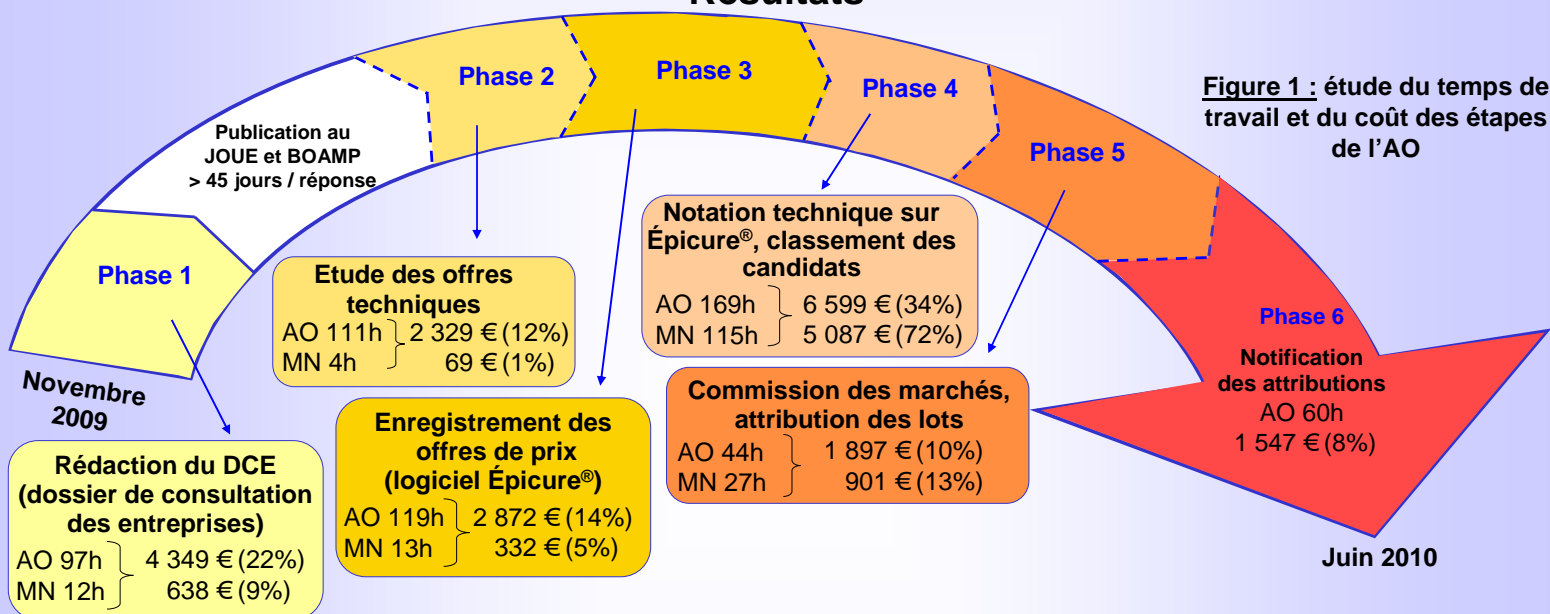 Résultats
Phase 1
Publication au
JOUE et BOAMP
> 45 jours / réponse
Phase 2
Phase 3
Phase 4
Phase 5
Figure 1 : étude du temps de
travail et du coût des étapes
de l'AO
Novembre
2009
Rédaction du DCE
(dossier de consultation
des entreprises)
AO 97h 4 349 € (22%)
MN 12h 638 € (9%)
Etude des offres
techniques
AO 111h 2 329 € (12%)
MN 4h 69 € (1%)
Enregistrement des
offres de prix
(logiciel Épicure®)
AO 119h 2 872 € (14%)
MN 13h 332 € (5%)
Notation technique sur
Épicure®, classement des
candidats
AO 169h 6 599 € (34%)
MN 115h 5 087 € (72%)
Commission des marchés,
attribution des lots
AO 44h 1 897 € (10%)
MN 27h 901 € (13%)
Phase 6
Notification
des attributions
AO 60h
1 547 € (8%)
Juin 2010